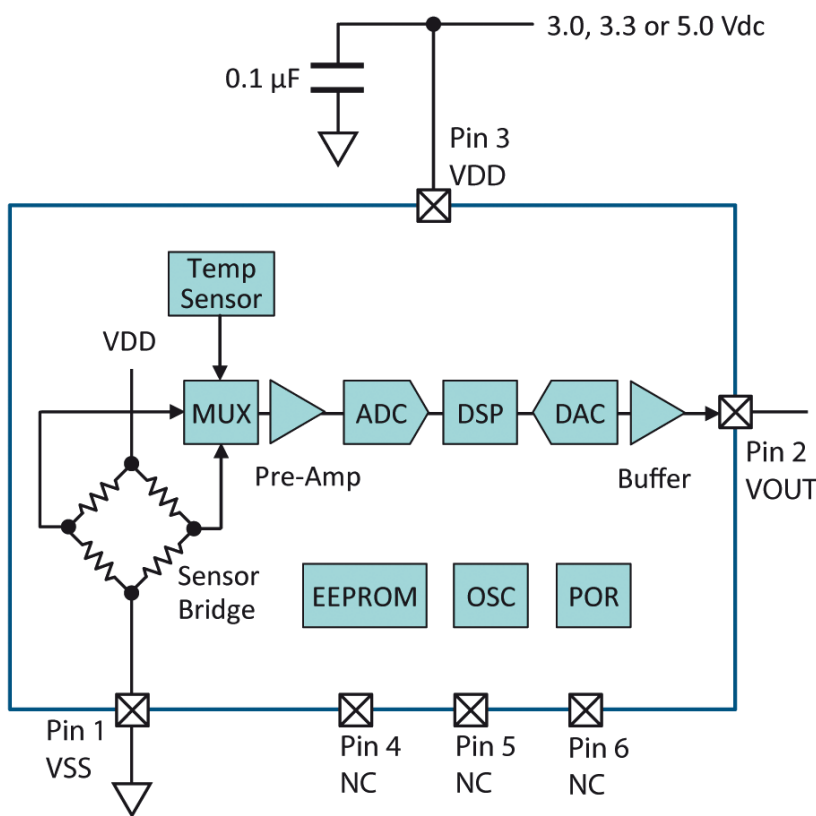 3.0, 3.3 or 5.0 Vdc
0.1 µF
Pin 3
VDD
Temp
Sensor
VDD
MUX
ADC
DSP
DAC
Pre-Amp
Buffer
Pin 2
VOUT
Sensor
Bridge
EEPROM
OSC
POR
Pin 1
VSS
Pin 4
NC
Pin 5
NC
Pin 6
NC